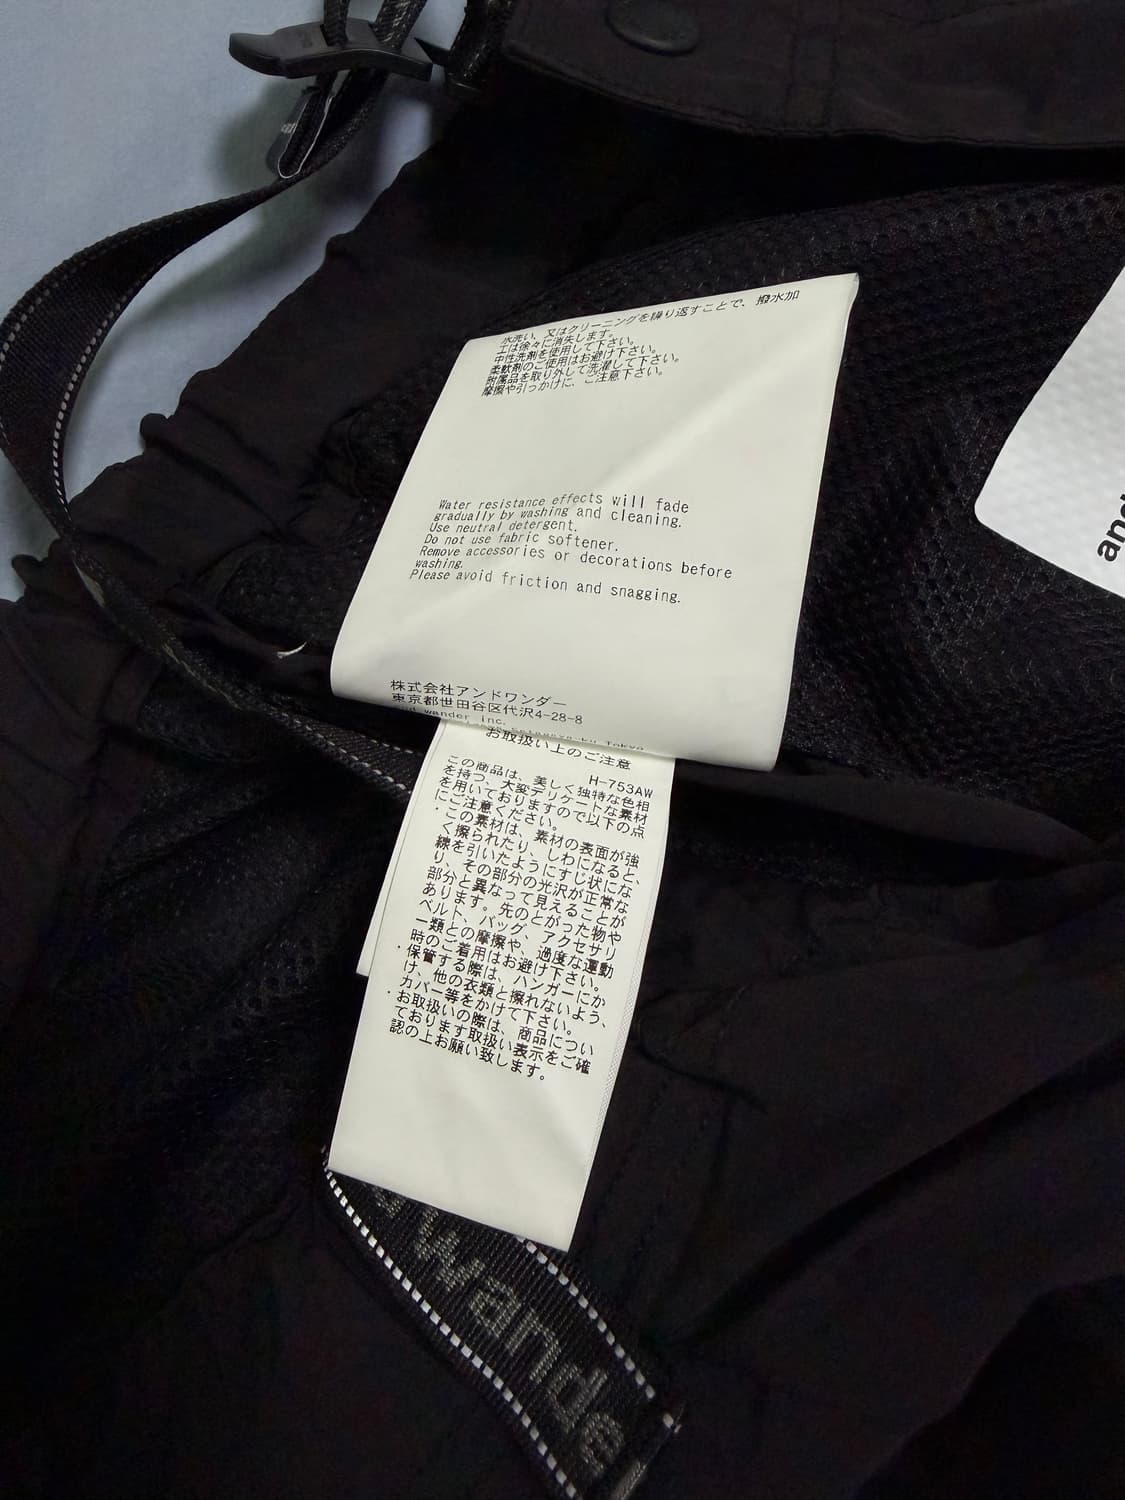 水洗い、又はクリーニングを繰り返すことで、撥水加
工は徐々に消失します。
中性洗剤を使用して下さい。
柔軟剤のご使用はお避け下さい。
附属品を取り外して洗濯して下さい。
摩擦や引っかけに、ご注意下さい。
Water resistance effects will fade
gradually by washing and cleaning.
Use neutral detergent.
Do not use fabric softener.
Remove accessories or decorations before
washing.
Please avoid friction and snagging.
株式会社アンドワンダー
東京都世田谷区代沢4-28-8
wander inc.
お取扱い上のご注意
H-753AW
この商品は、美しく独特な色相
を持つ、大変デリケートな素材
を用いておりますので以下の点
にご注意ください。
・この素材は、素材の表面が強
く擦られたり、しわになると、
線を引いたようにすじ状にな
り、その部分の光沢が正常な
部分と異なって見えることが
あります。先のとがった物や
ベルト、バッグ、アクセサリ
ー類との摩擦や、過度な運動
時のご着用はお避け下さい。
・保管する際は、ハンガーにか
け、他の衣類と擦れないよう、
カバー等をかけて下さい。
・お取扱いの際は、商品につい
ております取扱い表示をご確
認の上お願い致します。
and
wande